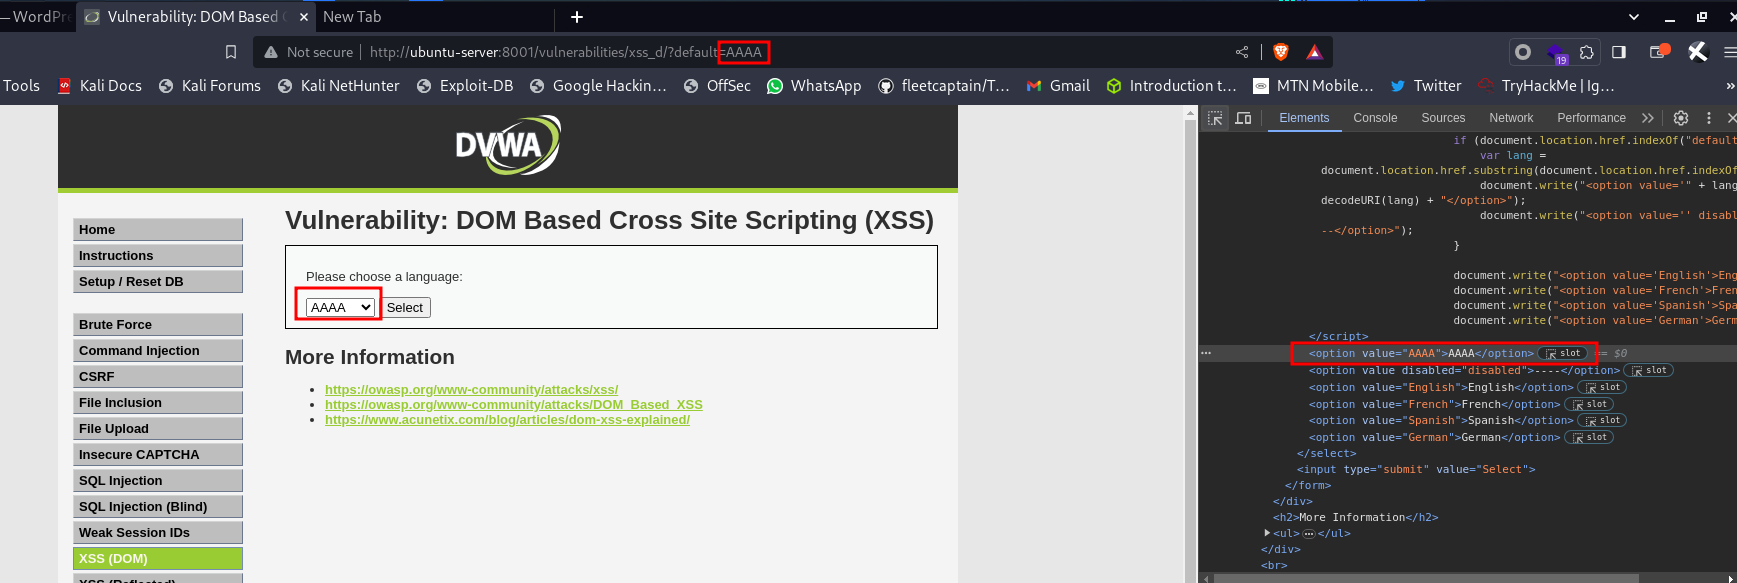 — WordPre
Vulnerability: DOM Based C
New Tab
Not secure
http://ubuntu-server:8001/vulnerabilities/xss_d/?default=AAAA
19
Tools
Kali Docs
Kali Forums
Kali NetHunter
Exploit-DB
Google Hackin…
OffSec
WhatsApp
fleetcaptain/T…
Gmail
Introduction t…
MTN Mobile…
Twitter
TryHackMe | Ig…
»
DVWA
Home
Instructions
Setup / Reset DB
Brute Force
Command Injection
CSRF
File Inclusion
File Upload
Insecure CAPTCHA
SQL Injection
SQL Injection (Blind)
Weak Session IDs
XSS (DOM)
XSS (Reflected)
Vulnerability: DOM Based Cross Site Scripting (XSS)
Please choose a language:
AAAA Select
More Information
https://owasp.org/www-community/attacks/xss/
https://owasp.org/www-community/attacks/DOM_Based_XSS
https://www.acunetix.com/blog/articles/dom-xss-explained/
Elements Console Sources Network Performance
if (document.location.href.indexOf("default
var lang =
document.location.href.substring(document.location.href.indexOf
document.write("<option value='" + lang
decodeURI(lang) + "</option>");
document.write("<option value='' disabl
--</option>");
}
document.write("<option value='English'>Eng
document.write("<option value='French'>Fren
document.write("<option value='Spanish'>Spa
document.write("<option value='German'>Germ
</script>
<option value="AAAA">AAAA</option> slot == $0
<option value disabled="disabled">----</option> slot
<option value="English">English</option> slot
<option value="French">French</option> slot
<option value="Spanish">Spanish</option> slot
<option value="German">German</option> slot
</select>
<input type="submit" value="Select">
</form>
</div>
<h2>More Information</h2>
<ul>…</ul>
</div>
<br>